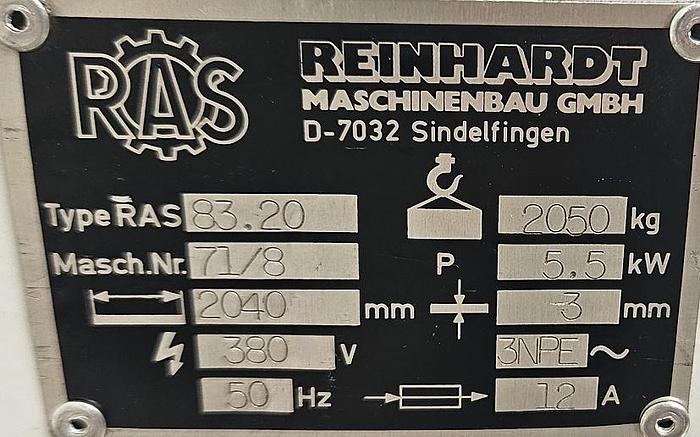 RAS
REINHARDT
MASCHINENBAU GMBH
D-7032 Sindelfingen
Type RAS 83.20
2050 kg
Masch.Nr. 71/8
P 5,5 kW
2040 mm
3 mm
380 V
3NPE ~
50 Hz
12 A